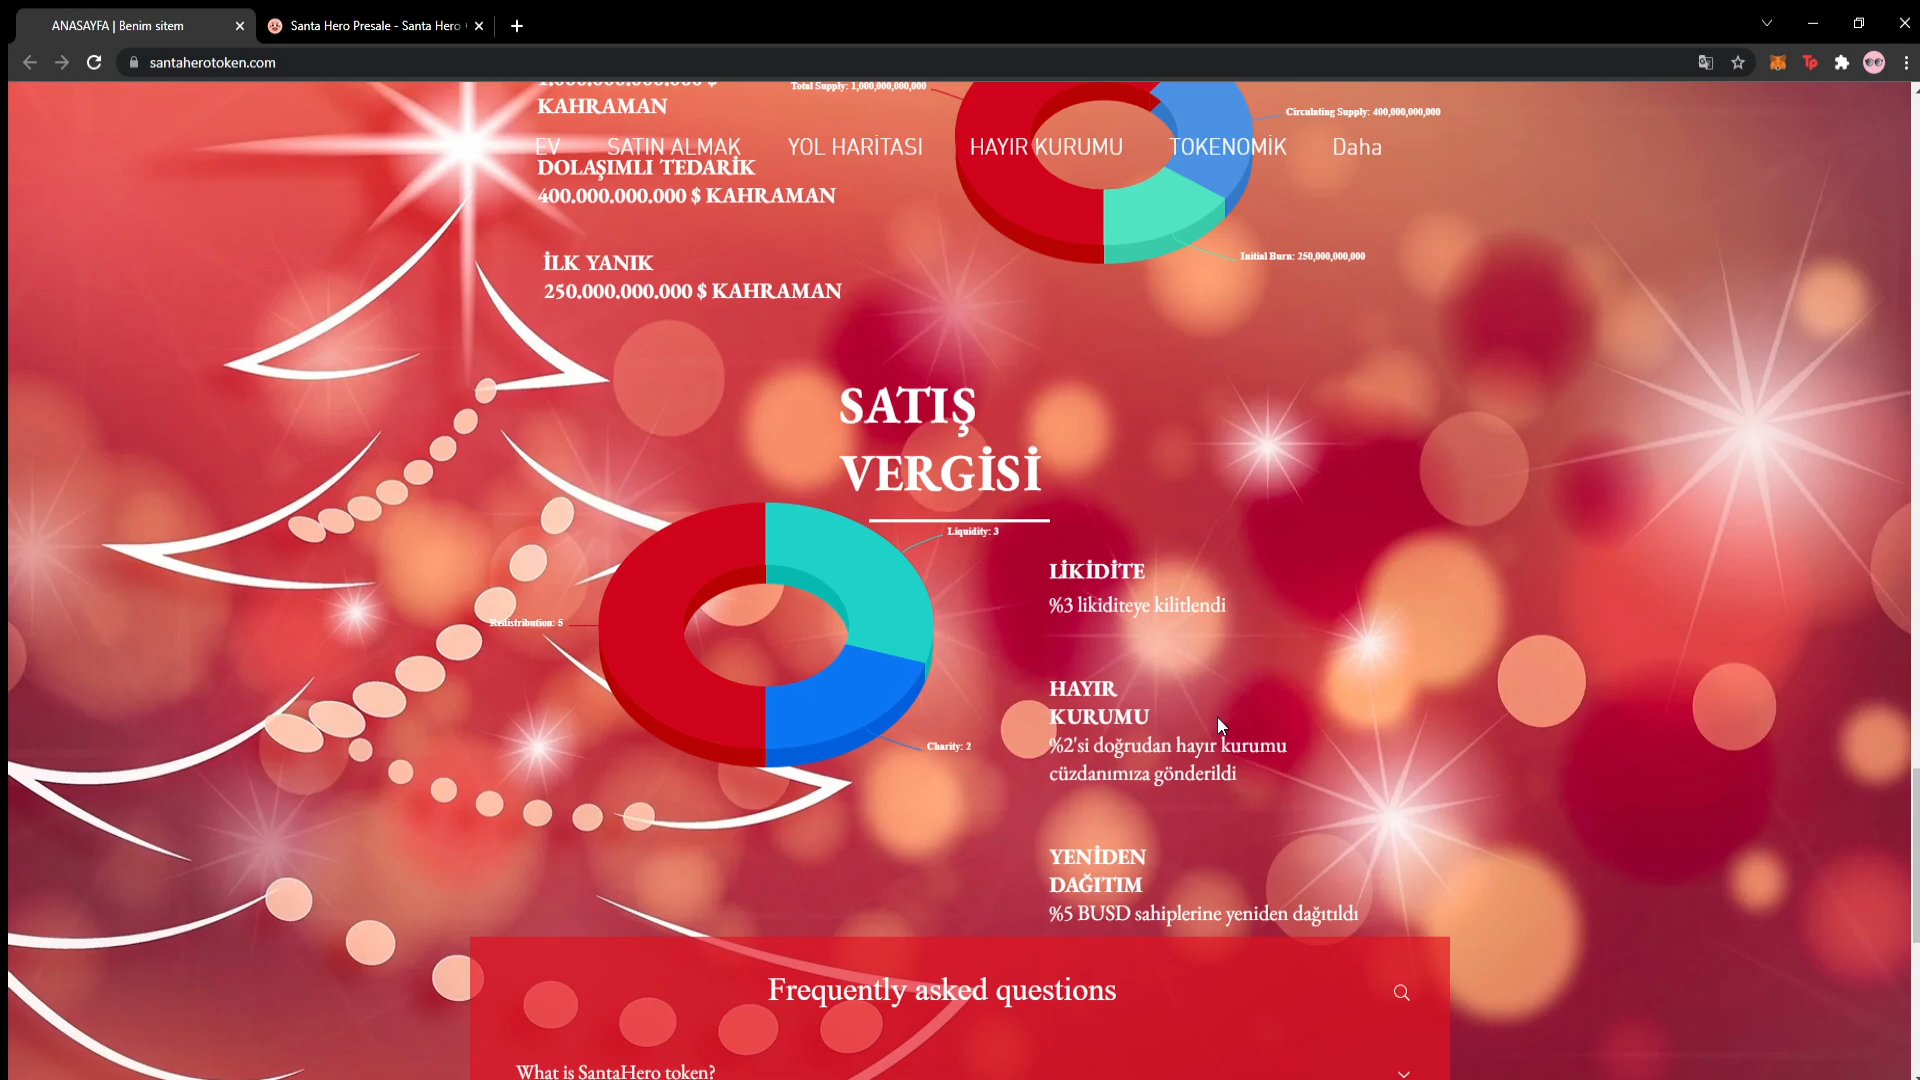 ANASAYFA | Benim sitem
Santa Hero Presale - Santa Hero
santaherotoken.com
KAHRAMAN
Total Supply: 1,000,000,000,000
Circulating Supply: 400,000,000,000
EV SATIN ALMAK YOL HARİTASI HAYIR KURUMU TOKENOMİK Daha
DOLAŞIMLI TEDARİK
400.000.000.000 $ KAHRAMAN
Initial Burn: 250,000,000,000
İLK YANIK
250.000.000.000 $ KAHRAMAN
SATIŞ
VERGİSİ
Liquidity: 3
Redistribution: 5
Charity: 2
LİKİDİTE
%3 likiditeye kilitlendi
HAYIR
KURUMU
%2'si doğrudan hayır kurumu
cüzdanımıza gönderildi
YENİDEN
DAĞITIM
%5 BUSD sahiplerine yeniden dağıtıldı
Frequently asked questions
What is SantaHero token?